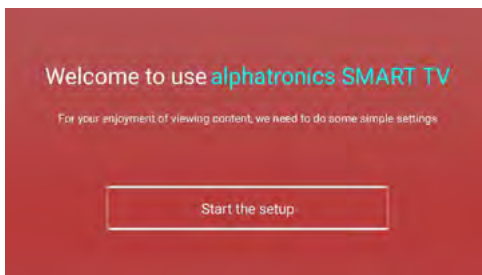 Welcome to use alphatronics SMART TV
For your enjoyment of viewing content, we need to do some simple settings
Start the setup